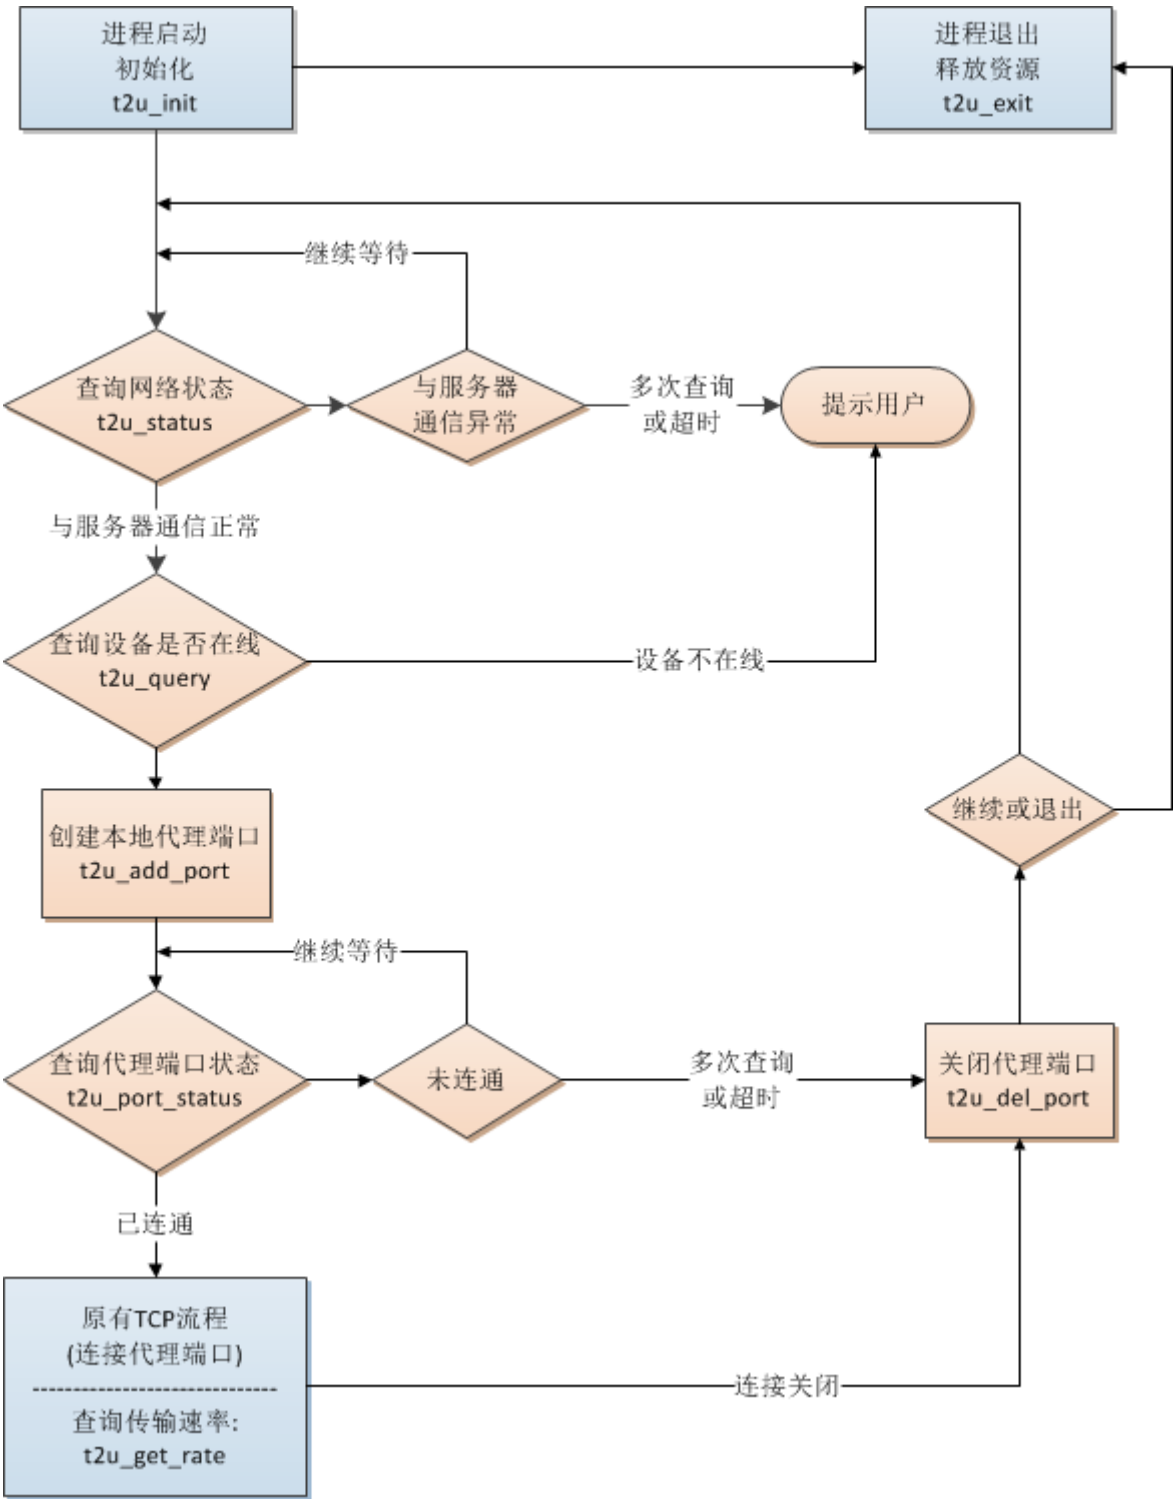 进程启动
初始化
t2u_init
进程退出
释放资源
t2u_exit
继续等待
查询网络状态
t2u_status
与服务器
通信异常
多次查询
或超时
提示用户
与服务器通信正常
查询设备是否在线
t2u_query
设备不在线
创建本地代理端口
t2u_add_port
继续或退出
继续等待
查询代理端口状态
t2u_port_status
未连通
多次查询
或超时
关闭代理端口
t2u_del_port
已连通
原有TCP流程
(连接代理端口)
------------------------------
查询传输速率:
t2u_get_rate
连接关闭